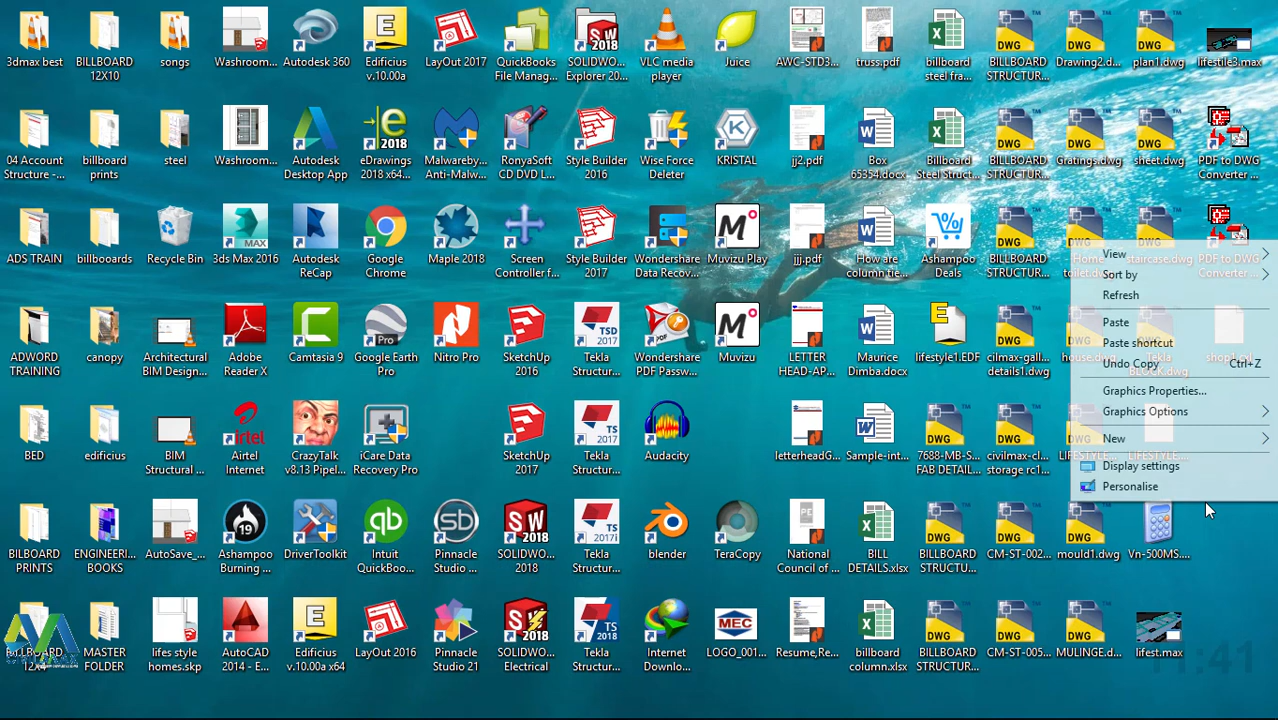 3dmax best
BILLBOARD
12X10
songs
Washroom...
Autodesk 360
Edificius
v.10.00a
LayOut 2017
QuickBooks
File Manag...
SOLIDWO...
Explorer 20...
VLC media
player
Juice
AWC-STD3...
truss.pdf
billboard
steel fra...
BILLBOARD
STRUCTUR...
Drawing2.d...
plan1.dwg
lifestile3.max
04 Account
Structure -...
billboard
prints
steel
Washroom...
Autodesk
Desktop App
eDrawings
2018 x64...
Malwareby...
Anti-Malw...
RonyaSoft
CD DVD L...
Style Builder
2016
Wise Force
Deleter
KRISTAL
jj2.pdf
Box
65354.docx
Billboard
Steel Struct...
BILLBOARD
STRUCTUR...
Gratings.dwg
sheet.dwg
PDF to DWG
Converter ...
ADS TRAIN
billbooards
Recycle Bin
3ds Max 2016
Autodesk
ReCap
Google
Chrome
Maple 2018
Screen
Controller f...
Style Builder
2017
Wondershare
Data Recov...
Muvizu Play
jjj.pdf
How are
column tie...
Ashampoo
Deals
BILLBOARD
STRUCTUR...
Home
toilet.dwg
staircase.dwg
PDF to DWG
Converter ...
ADWORD
TRAINING
canopy
Architectural
BIM Design...
Adobe
Reader X
Camtasia 9
Google Earth
Pro
Nitro Pro
SketchUp
2016
Tekla
Structur...
Wondershare
PDF Passw...
Muvizu
LETTER
HEAD-AP...
Maurice
Dimba.docx
lifestyle1.EDF
cilmax-gall...
details1.dwg
house.dwg
Tekla
BLOCK.dwg
BED
edificius
BIM
Structural ...
Airtel
Internet
CrazyTalk
v8.13 Pipel...
iCare Data
Recovery Pro
SketchUp
2017
Tekla
Structur...
Audacity
letterheadG...
Sample-int...
7688-MB-S...
FAB DETAIL...
civilmax-cl...
storage rc1...
BILBOARD
PRINTS
ENGINEERI...
BOOKS
AutoSave_...
Ashampoo
Burning ...
DriverToolkit
Intuit
QuickBoo...
Pinnacle
Studio ...
SOLIDWO...
2018
Tekla
Structur...
blender
TeraCopy
National
Council of ...
BILL
DETAILS.xlsx
BILLBOARD
STRUCTU...
CM-ST-002...
mould1.dwg
Vn-500MS....
BILLBOARD
12x4
MASTER
FOLDER
lifes style
homes.skp
AutoCAD
2014 - E...
Edificius
v.10.00a x64
LayOut 2016
Pinnacle
Studio 21
SOLIDWO...
Electrical
Tekla
Structur...
Internet
Downlo...
LOGO_001...
Resume,Re...
billboard
column.xlsx
BILLBOARD
STRUCTUR...
CM-ST-005...
MULINGE.d...
lifest.max
View
Sort by
Refresh
Paste
Paste shortcut
Undo Copy Ctrl+Z
Graphics Properties...
Graphics Options
New
Display settings
Personalise
11:41